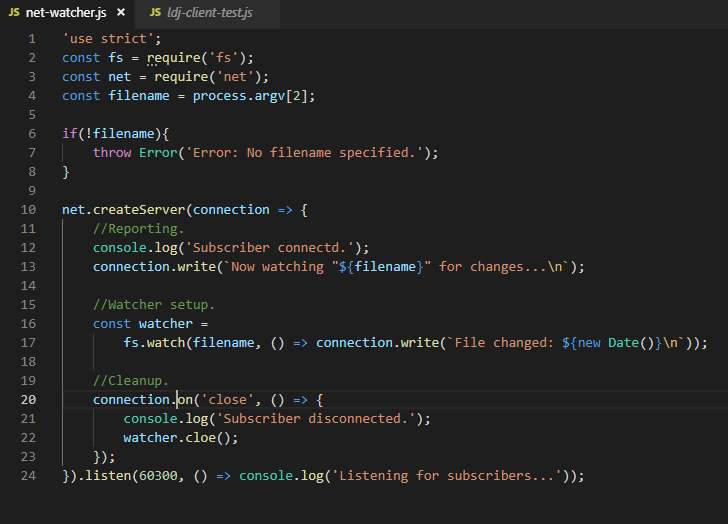 JS net-watcher.js × JS ldj-client-test.js
1 'use strict';
2 const fs = require('fs');
3 const net = require('net');
4 const filename = process.argv[2];
5
6 if(!filename){
7 throw Error('Error: No filename specified.');
8 }
9
10 net.createServer(connection => {
11 //Reporting.
12 console.log('Subscriber connectd.');
13 connection.write(`Now watching "${filename}" for changes...\n`);
14
15 //Watcher setup.
16 const watcher =
17 fs.watch(filename, () => connection.write(`File changed: ${new Date()}\n`));
18
19 //Cleanup.
20 connection.on('close', () => {
21 console.log('Subscriber disconnected.');
22 watcher.cloe();
23 });
24 }).listen(60300, () => console.log('Listening for subscribers...'));